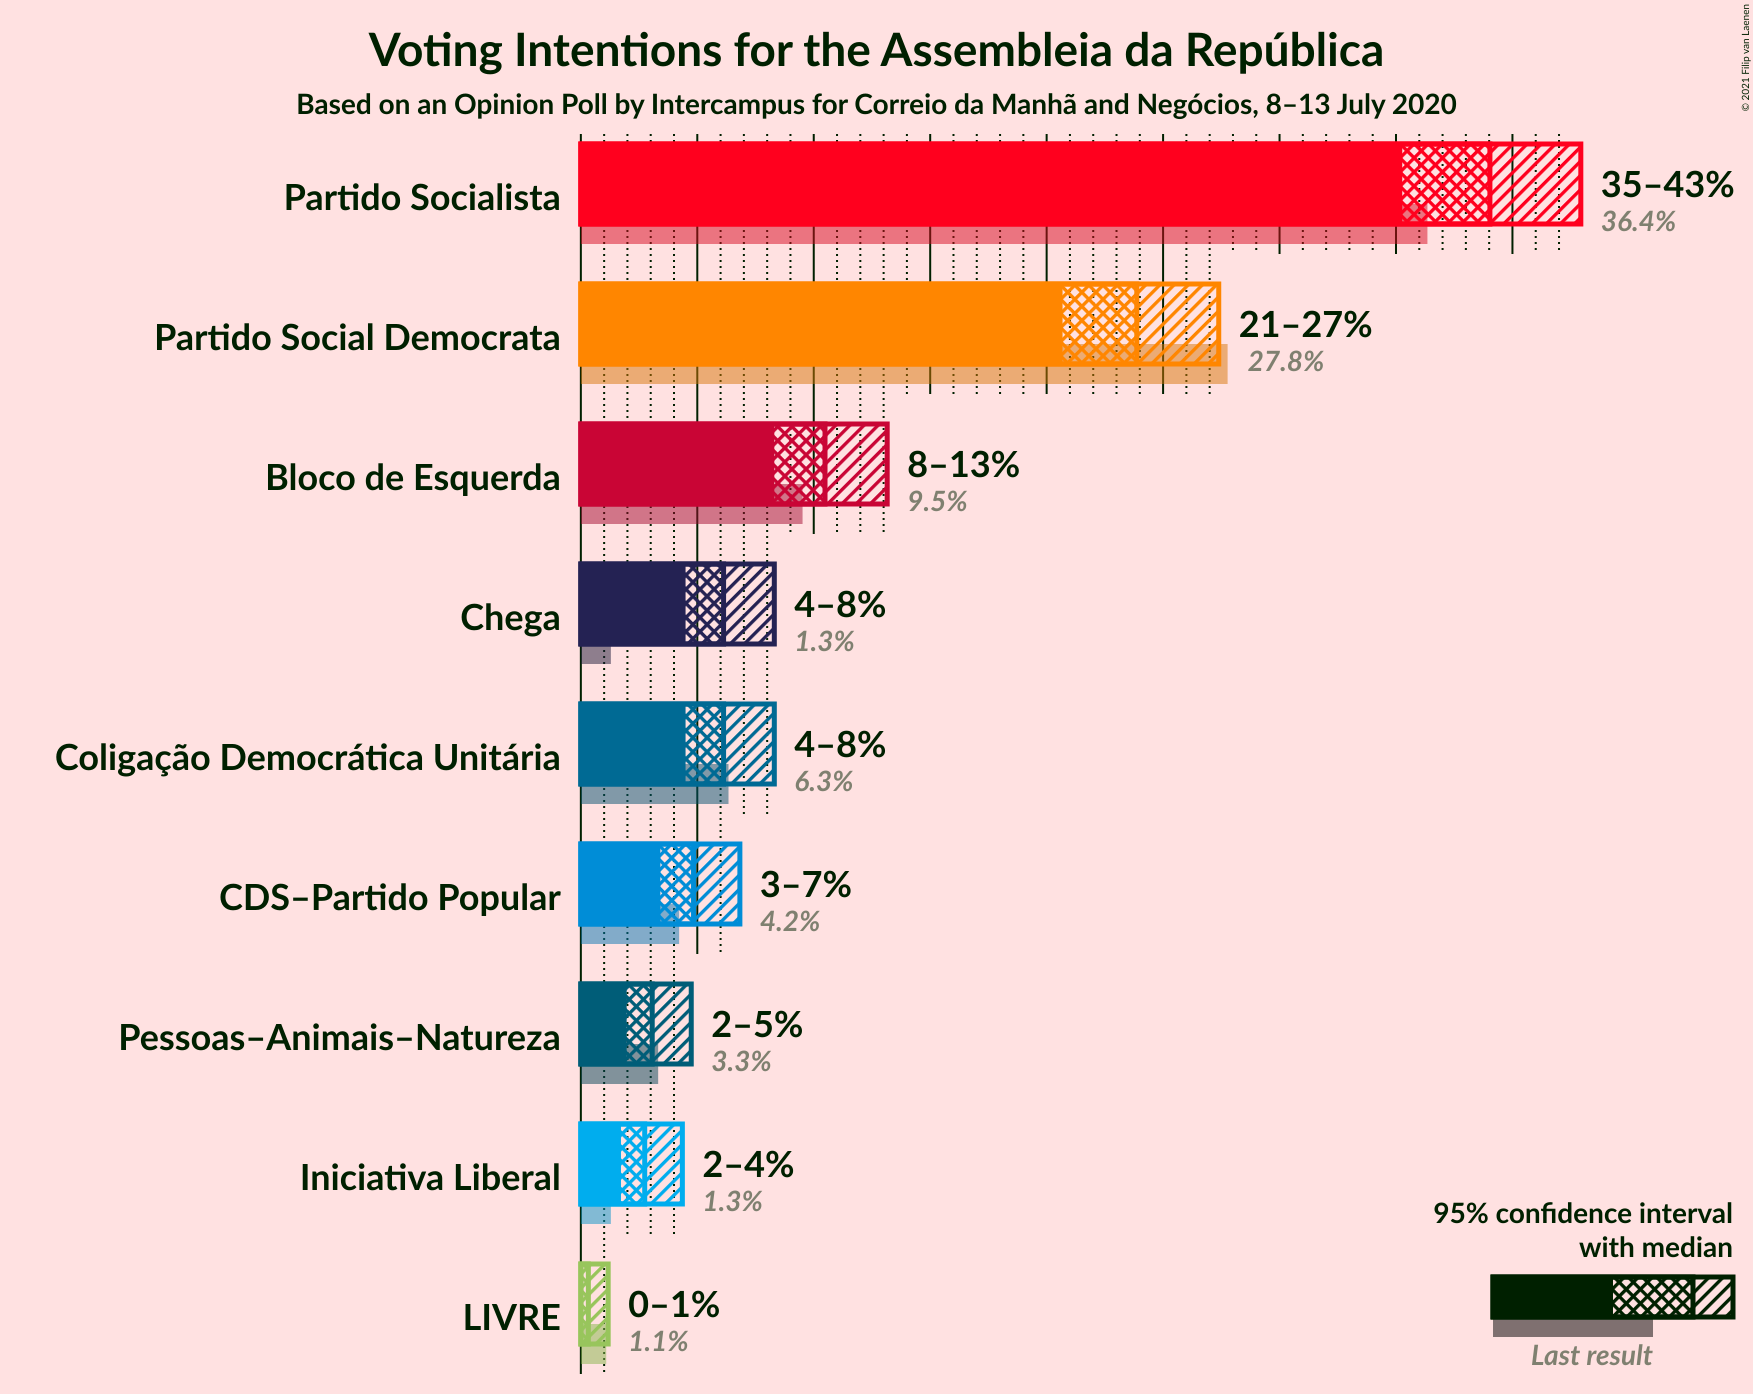 Voting Intentions for the Assembleia da República
Based on an Opinion Poll by Intercampus for Correio da Manhã and Negócios, 8–13 July 2020
© 2021 Filip van Laenen
Partido Socialista
35–43%
36.4%
Partido Social Democrata
21–27%
27.8%
Bloco de Esquerda
8–13%
9.5%
Chega
4–8%
1.3%
Coligação Democrática Unitária
4–8%
6.3%
CDS–Partido Popular
3–7%
4.2%
Pessoas–Animais–Natureza
2–5%
3.3%
Iniciativa Liberal
2–4%
1.3%
LIVRE
0–1%
1.1%
95% confidence interval
with median
Last result